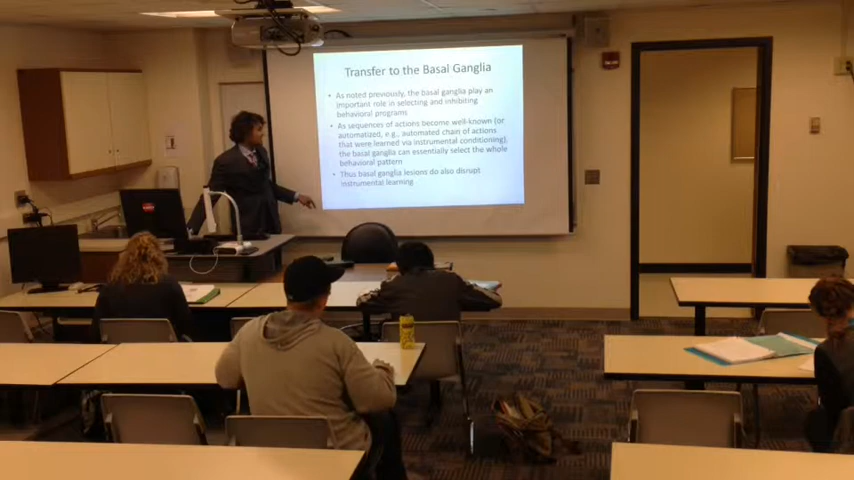 Transfer to the Basal Ganglia
• As noted previously, the basal ganglia play an
important role in selecting and inhibiting
behavioral programs
• As sequences of actions become well-known (or
automatized, e.g., automated chain of actions
that were learned via instrumental conditioning),
the basal ganglia can essentially select the whole
behavioral pattern
• Thus basal ganglia lesions do also disrupt
instrumental learning